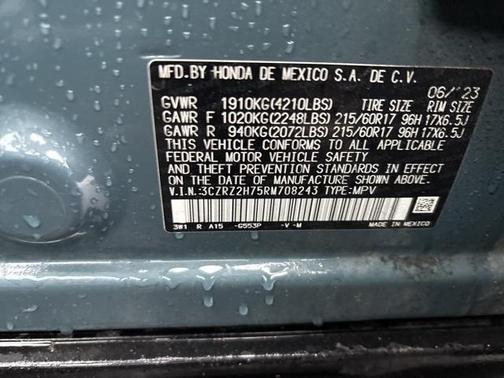 MFD. BY HONDA DE MEXICO S.A. DE C.V.
06/23
GVWR 1910KG(4210LBS) TIRE SIZE RIM SIZE
GAWR F 1020KG(2248LBS) 215/60R17 96H 17X6.5J
GAWR R 940KG(2072LBS) 215/60R17 96H 17X6.5J
THIS VEHICLE CONFORMS TO ALL APPLICABLE
FEDERAL MOTOR VEHICLE SAFETY, BUMPER, AND
THEFT PREVENTION STANDARDS IN EFFECT ON THE
DATE OF MANUFACTURE SHOWN ABOVE.
V.I.N.:3CZRZ2H75RM708243 TYPE:MPV
3W1 R A15 -G553P -V -M
MADE IN MEXICO